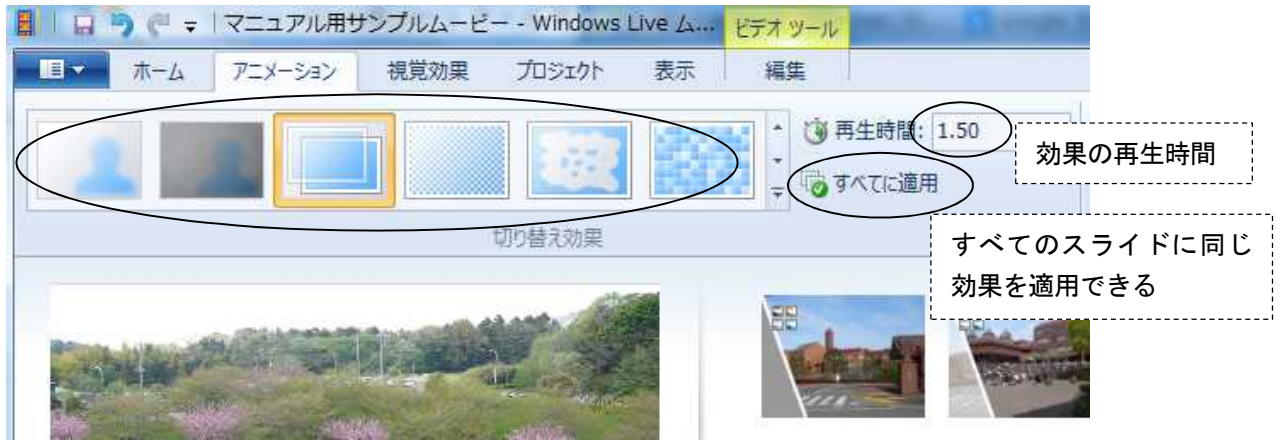 マニュアル用サンプルムービー - Windows Live ム...
ビデオ ツール
ホーム
アニメーション
視覚効果
プロジェクト
表示
編集
再生時間: 1.50
すべてに適用
切り替え効果
効果の再生時間
すべてのスライドに同じ
効果を適用できる